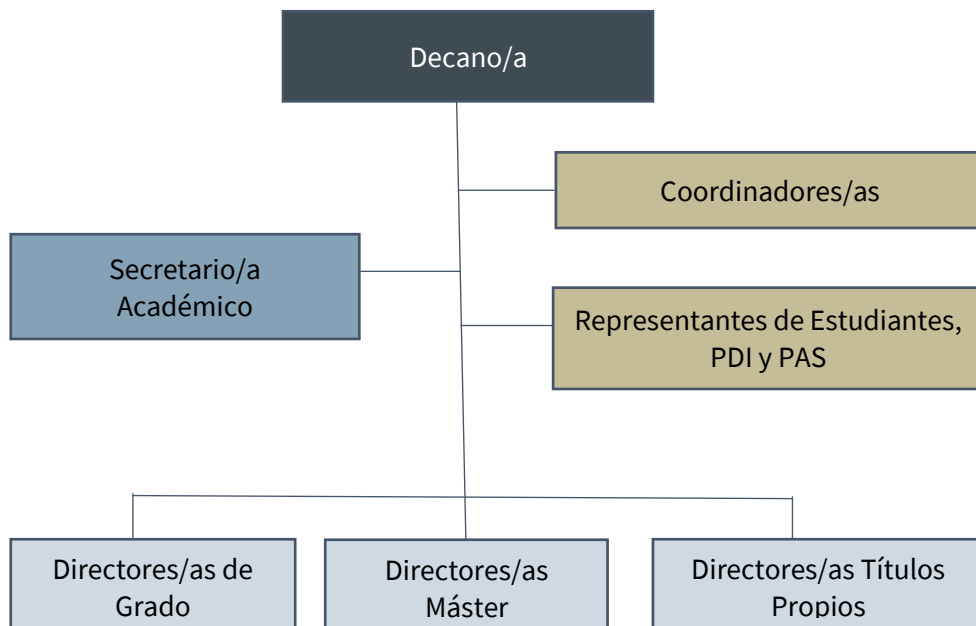 Decano/a
Coordinadores/as
Secretario/a
Académico
Representantes de Estudiantes,
PDI y PAS
Directores/as de
Grado
Directores/as
Máster
Directores/as Títulos
Propios